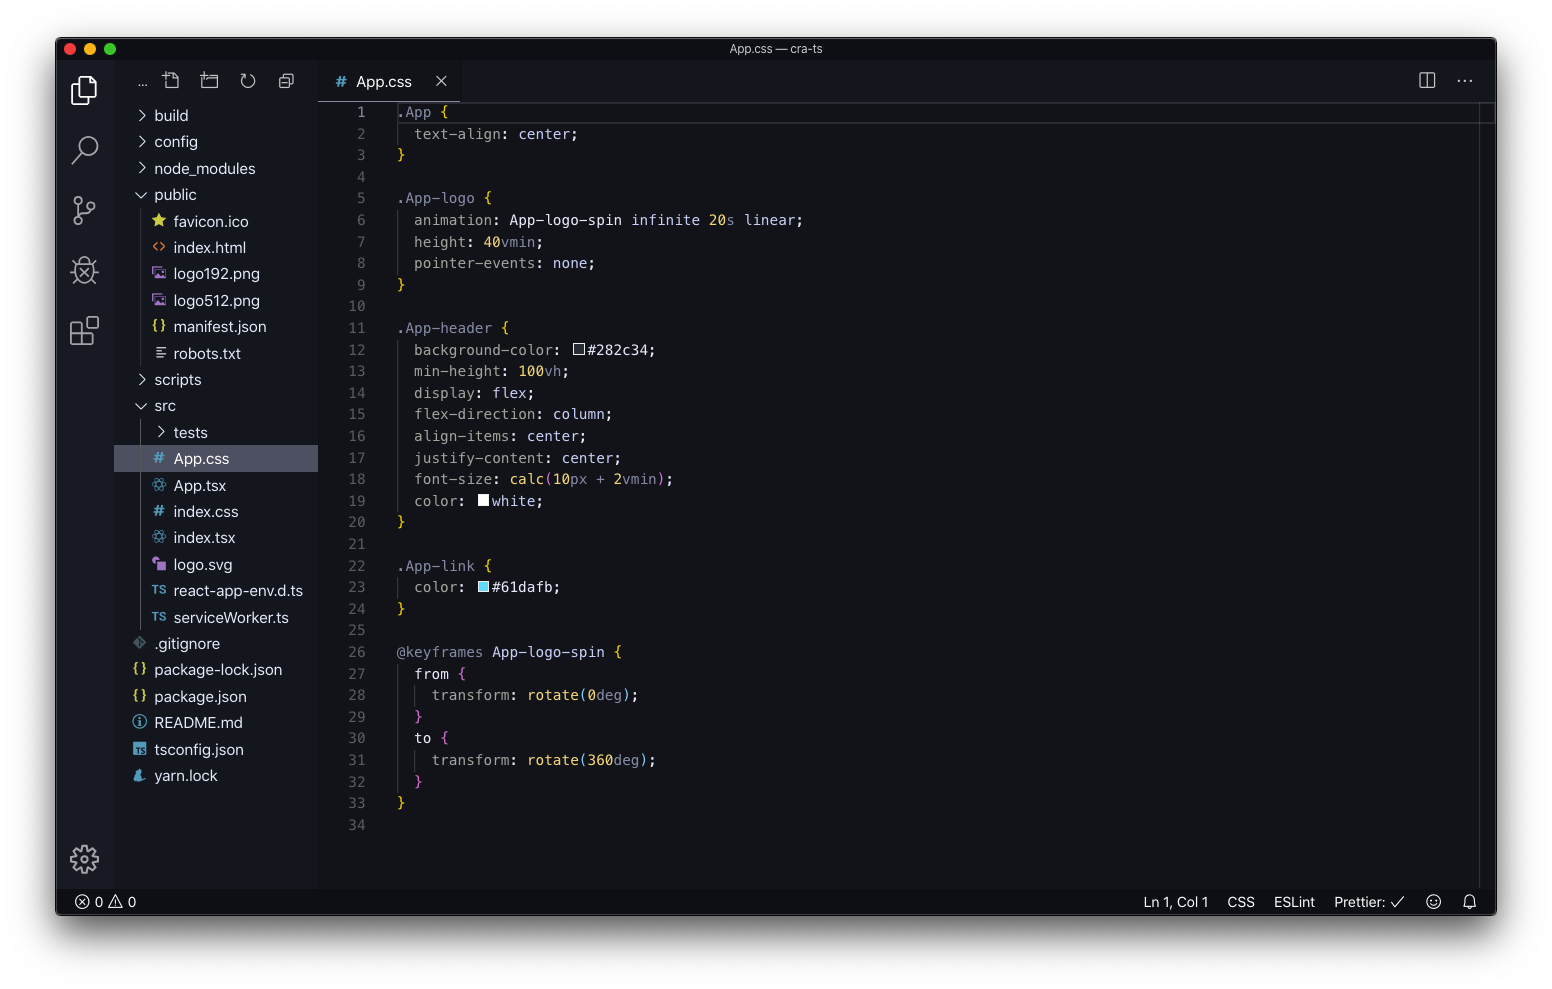 App.css — cra-ts
...
# App.css
build
config
node_modules
public
favicon.ico
<> index.html
logo192.png
logo512.png
{} manifest.json
robots.txt
scripts
src
tests
# App.css
App.tsx
# index.css
index.tsx
logo.svg
TS react-app-env.d.ts
TS serviceWorker.ts
.gitignore
{} package-lock.json
{} package.json
README.md
TS tsconfig.json
yarn.lock
1 .App {
2   text-align: center;
3 }
4
5 .App-logo {
6   animation: App-logo-spin infinite 20s linear;
7   height: 40vmin;
8   pointer-events: none;
9 }
10
11 .App-header {
12   background-color: #282c34;
13   min-height: 100vh;
14   display: flex;
15   flex-direction: column;
16   align-items: center;
17   justify-content: center;
18   font-size: calc(10px + 2vmin);
19   color: white;
20 }
21
22 .App-link {
23   color: #61dafb;
24 }
25
26 @keyframes App-logo-spin {
27   from {
28     transform: rotate(0deg);
29   }
30   to {
31     transform: rotate(360deg);
32   }
33 }
34
0 0
Ln 1, Col 1 CSS ESLint Prettier: ✓